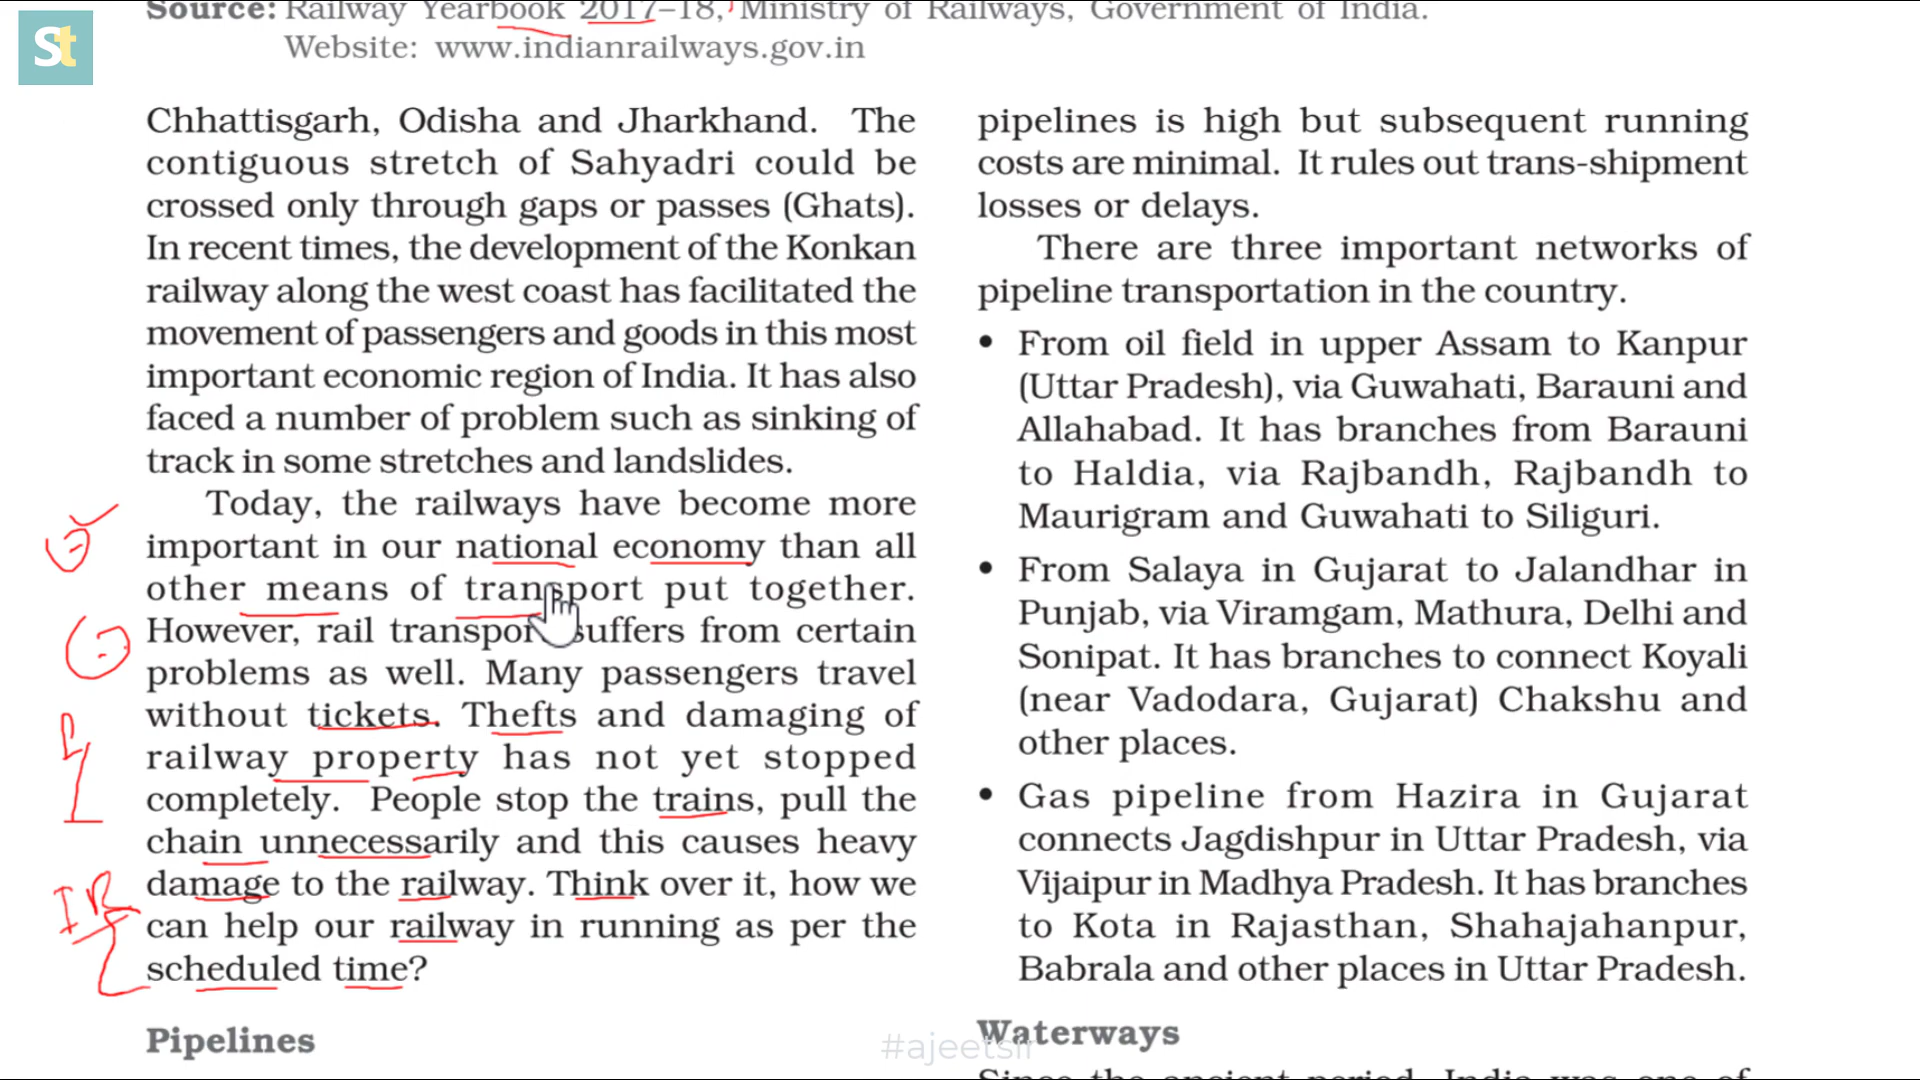 St
Source: Railway Yearbook 2017–18, Ministry of Railways, Government of India.
Website: www.indianrailways.gov.in
Chhattisgarh, Odisha and Jharkhand. The
contiguous stretch of Sahyadri could be
crossed only through gaps or passes (Ghats).
In recent times, the development of the Konkan
railway along the west coast has facilitated the
movement of passengers and goods in this most
important economic region of India. It has also
faced a number of problem such as sinking of
track in some stretches and landslides.
Today, the railways have become more
important in our national economy than all
other means of transport put together.
However, rail transport suffers from certain
problems as well. Many passengers travel
without tickets. Thefts and damaging of
railway property has not yet stopped
completely. People stop the trains, pull the
chain unnecessarily and this causes heavy
damage to the railway. Think over it, how we
can help our railway in running as per the
scheduled time?
IR
Pipelines
pipelines is high but subsequent running
costs are minimal. It rules out trans-shipment
losses or delays.
There are three important networks of
pipeline transportation in the country.
• From oil field in upper Assam to Kanpur
(Uttar Pradesh), via Guwahati, Barauni and
Allahabad. It has branches from Barauni
to Haldia, via Rajbandh, Rajbandh to
Maurigram and Guwahati to Siliguri.
• From Salaya in Gujarat to Jalandhar in
Punjab, via Viramgam, Mathura, Delhi and
Sonipat. It has branches to connect Koyali
(near Vadodara, Gujarat) Chakshu and
other places.
• Gas pipeline from Hazira in Gujarat
connects Jagdishpur in Uttar Pradesh, via
Vijaipur in Madhya Pradesh. It has branches
to Kota in Rajasthan, Shahajahanpur,
Babrala and other places in Uttar Pradesh.
Waterways
Since the ancient period, India was one of
#ajeetsir